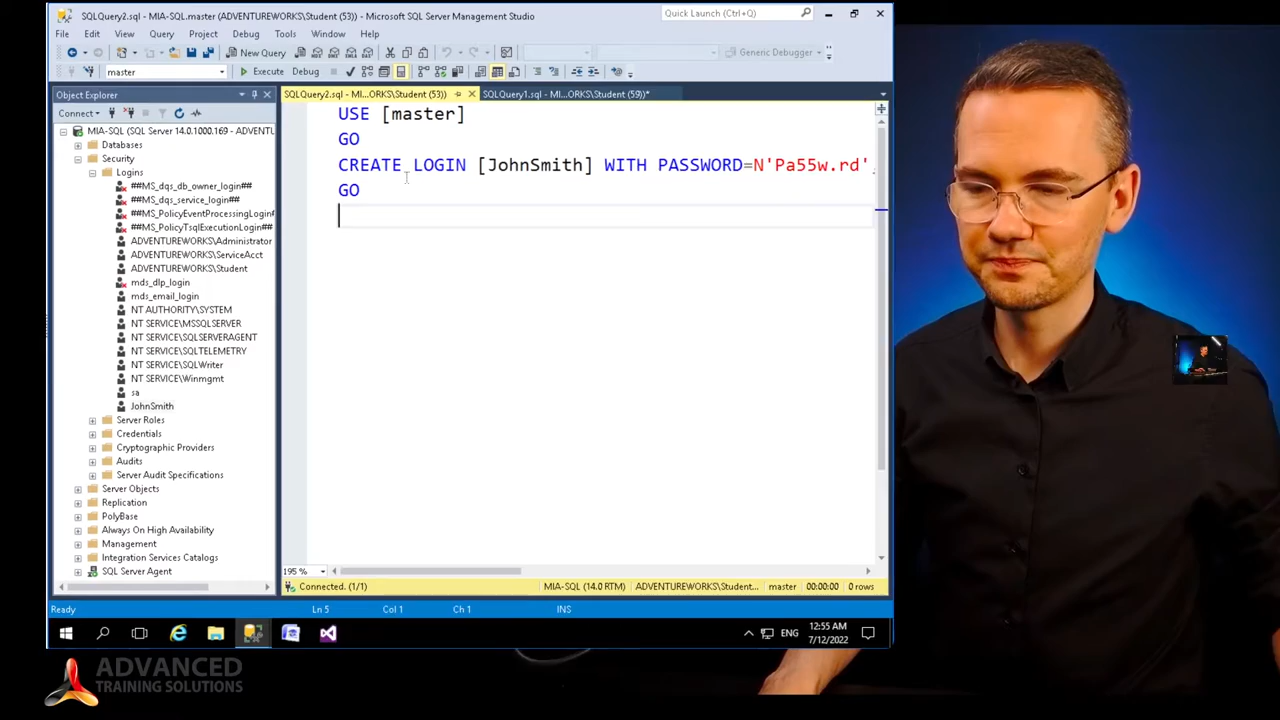 SQLQuery2.sql - MIA-SQL.master (ADVENTUREWORKS\Student (53)) - Microsoft SQL Server Management Studio
Quick Launch (Ctrl+Q)
File Edit View Query Project Debug Tools Window Help
New Query
Generic Debugger
master
Execute Debug
Object Explorer
SQLQuery2.sql - MI...ORKS\Student (53))
SQLQuery1.sql - MI...ORKS\Student (59))*
Connect
MIA-SQL (SQL Server 14.0.1000.169 - ADVENTU
Databases
Security
Logins
##MS_dqs_db_owner_login##
##MS_dqs_service_login##
##MS_PolicyEventProcessingLogin#
##MS_PolicyTsqlExecutionLogin##
ADVENTUREWORKS\Administrator
ADVENTUREWORKS\ServiceAcct
ADVENTUREWORKS\Student
mds_dlp_login
mds_email_login
NT AUTHORITY\SYSTEM
NT SERVICE\MSSQLSERVER
NT SERVICE\SQLSERVERAGENT
NT SERVICE\SQLTELEMETRY
NT SERVICE\SQLWriter
NT SERVICE\Winmgmt
sa
JohnSmith
Server Roles
Credentials
Cryptographic Providers
Audits
Server Audit Specifications
Server Objects
Replication
PolyBase
Always On High Availability
Management
Integration Services Catalogs
SQL Server Agent
USE [master]
GO
CREATE LOGIN [JohnSmith] WITH PASSWORD=N'Pa55w.rd'
GO
195 %
Connected. (1/1)
MIA-SQL (14.0 RTM) ADVENTUREWORKS\Student... master 00:00:00 0 rows
Ready Ln 5 Col 1 Ch 1 INS
ENG
12:55 AM
7/12/2022
ADVANCED
TRAINING SOLUTIONS